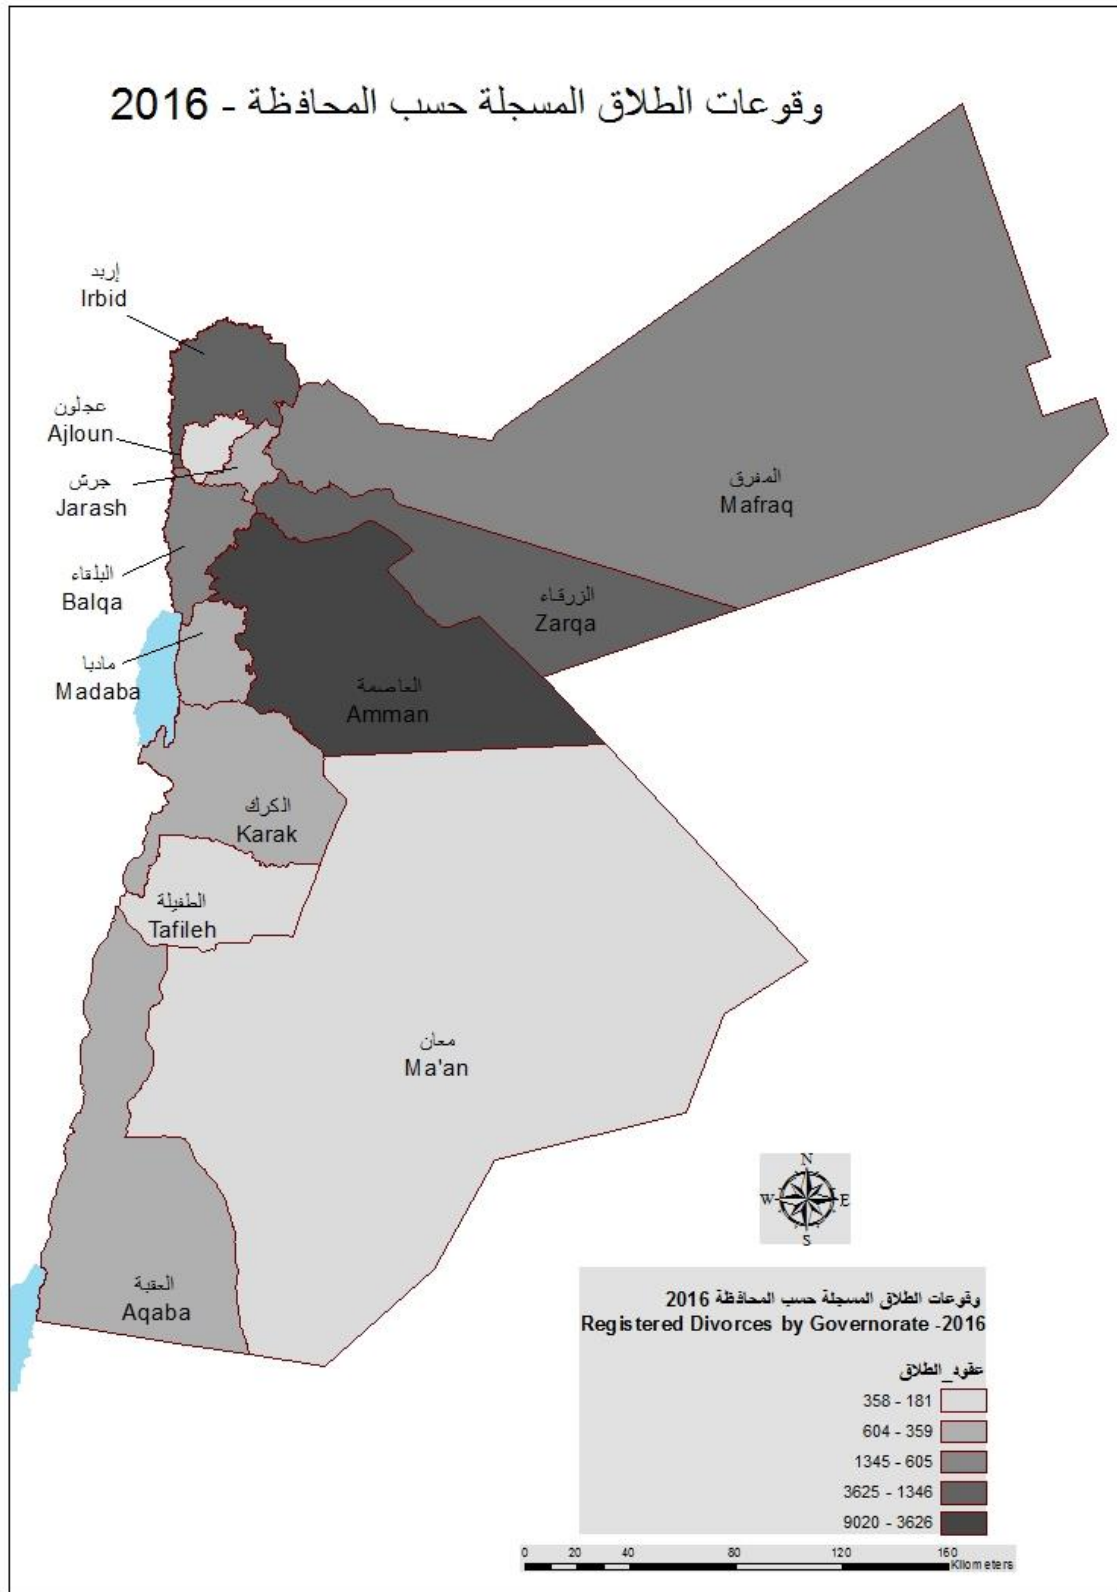 وقوعات الطلاق المسجلة حسب المحافظة - 2016
إربد
Irbid
عجلون
Ajloun
جرش
Jarash
المفرق
Mafraq
البلقاء
Balqa
الزرقاء
Zarqa
مادبا
Madaba
العاصمة
Amman
الكرك
Karak
الطفيلة
Tafileh
معان
Ma'an
العقبة
Aqaba
N
W E
S
وقوعات الطلاق المسجلة حسب المحافظة 2016
Registered Divorces by Governorate -2016
عقود_الطلاق
358 - 181
604 - 359
1345 - 605
3625 - 1346
9020 - 3626
0 20 40 80 120 160
Kilometers